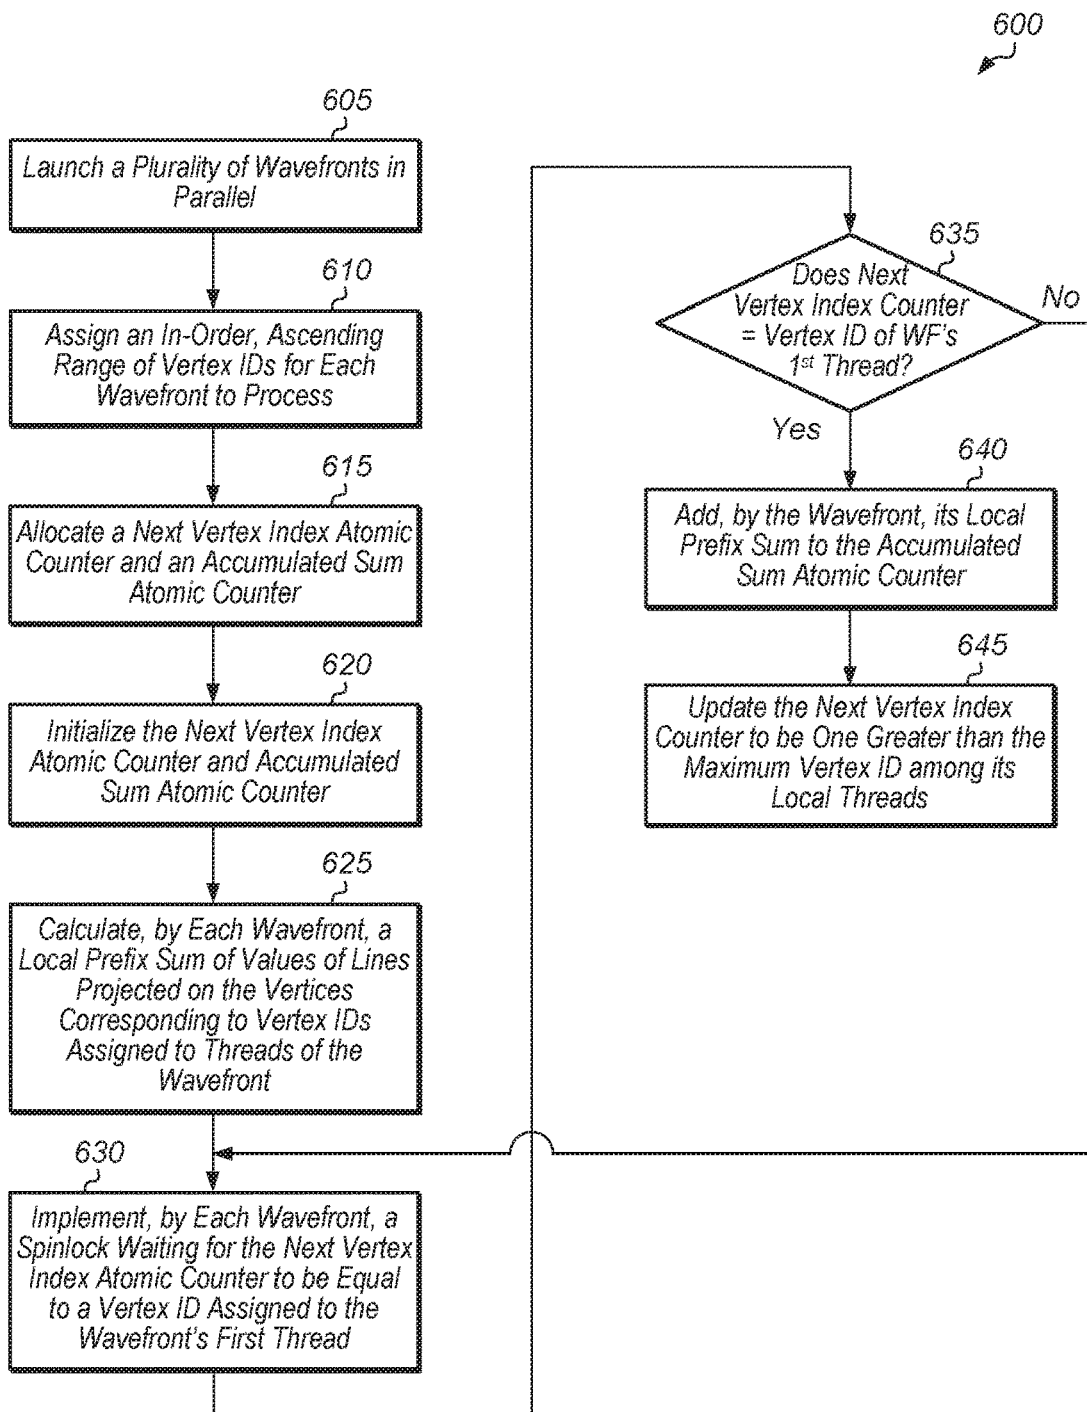 600
605
Launch a Plurality of Wavefronts in
Parallel
610
Assign an In-Order, Ascending
Range of Vertex IDs for Each
Wavefront to Process
615
Allocate a Next Vertex Index Atomic
Counter and an Accumulated Sum
Atomic Counter
620
Initialize the Next Vertex Index
Atomic Counter and Accumulated
Sum Atomic Counter
625
Calculate, by Each Wavefront, a
Local Prefix Sum of Values of Lines
Projected on the Vertices
Corresponding to Vertex IDs
Assigned to Threads of the
Wavefront
630
Implement, by Each Wavefront, a
Spinlock Waiting for the Next Vertex
Index Atomic Counter to be Equal
to a Vertex ID Assigned to the
Wavefront's First Thread
635
Does Next
Vertex Index Counter
= Vertex ID of WF's
1st Thread?
No
Yes
640
Add, by the Wavefront, its Local
Prefix Sum to the Accumulated
Sum Atomic Counter
645
Update the Next Vertex Index
Counter to be One Greater than the
Maximum Vertex ID among its
Local Threads